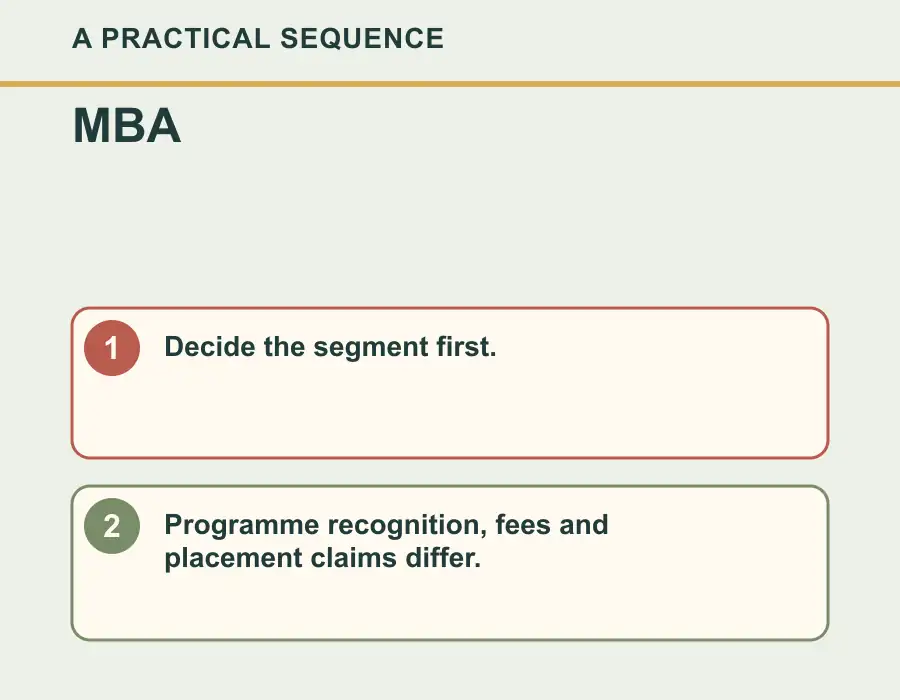 A PRACTICAL SEQUENCE
MBA
1
Decide the segment first.
2
Programme recognition, fees and
placement claims differ.